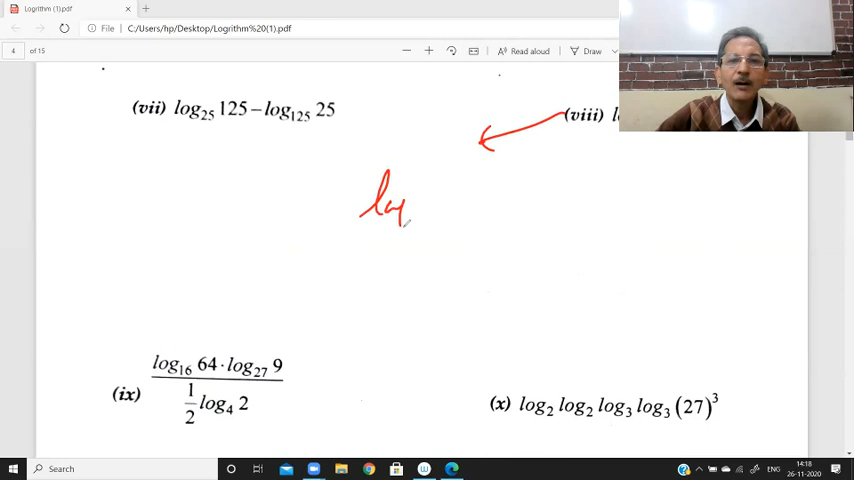 Logrithm (1).pdf
File
C:/Users/hp/Desktop/Logrithm%20(1).pdf
4 of 15
Read aloud
Draw
(vii) log₂₅ 125 – log₁₂₅ 25
(viii)
log
(ix) log₁₆ 64 · log₂₇ 9
1
2 log₄ 2
(x) log₂ log₂ log₃ log₃ (27)³
Search
ENG
14:18
26-11-2020